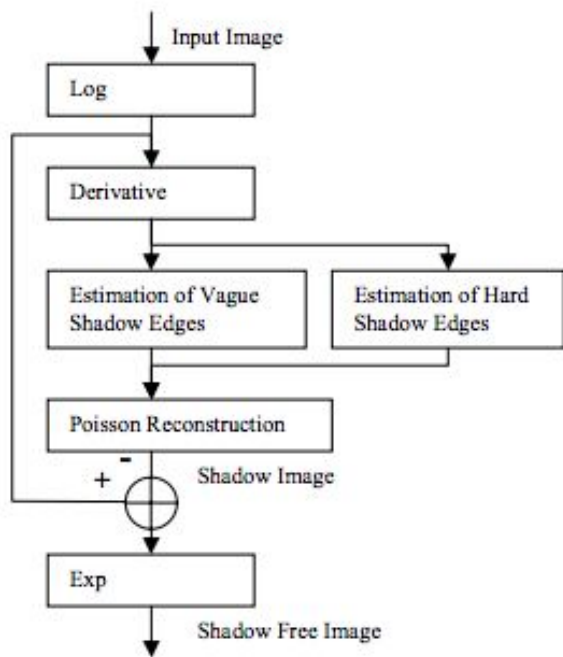 Input Image
Log
Derivative
Estimation of Vague
Shadow Edges
Estimation of Hard
Shadow Edges
Poisson Reconstruction
-
+
Shadow Image
Exp
Shadow Free Image